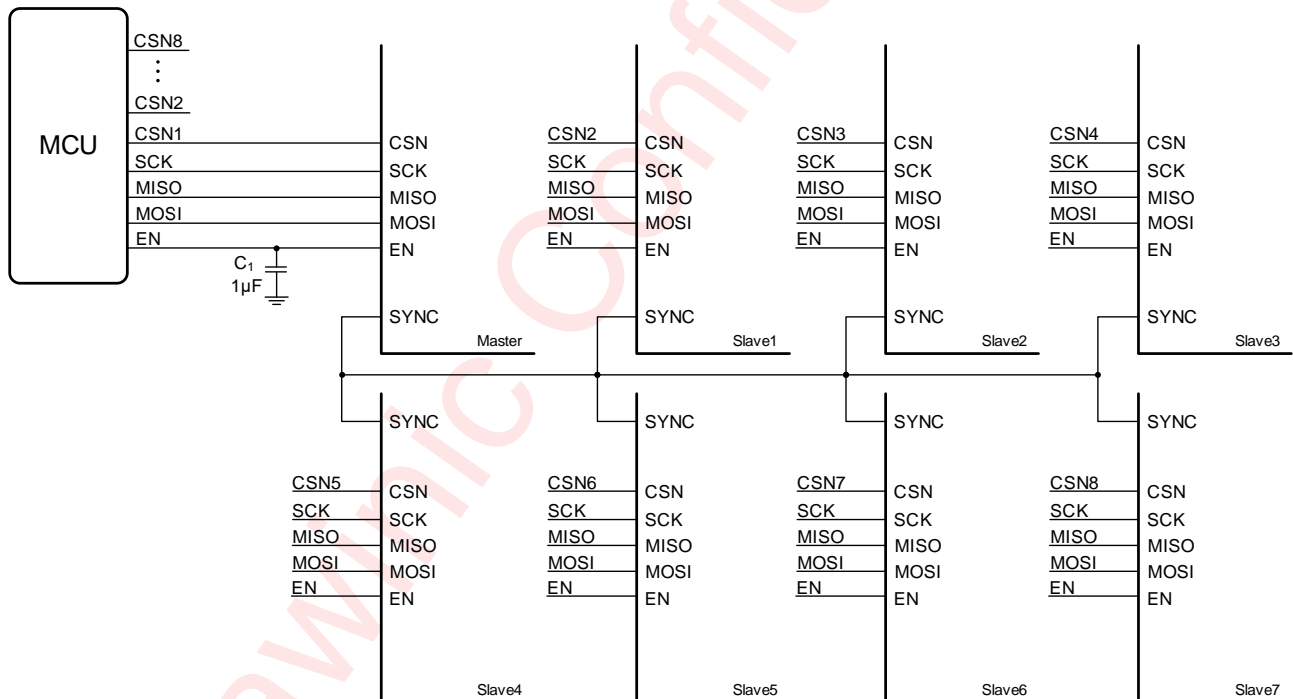 CSN8
CSN2
MCU
CSN1 CSN
SCK SCK
MISO MISO
MOSI MOSI
EN EN
C₁
1µF
SYNC
Master
CSN2 CSN
SCK SCK
MISO MISO
MOSI MOSI
EN EN
SYNC
Slave1
CSN3 CSN
SCK SCK
MISO MISO
MOSI MOSI
EN EN
SYNC
Slave2
CSN4 CSN
SCK SCK
MISO MISO
MOSI MOSI
EN EN
SYNC
Slave3
SYNC
CSN5 CSN
SCK SCK
MISO MISO
MOSI MOSI
EN EN
Slave4
SYNC
CSN6 CSN
SCK SCK
MISO MISO
MOSI MOSI
EN EN
Slave5
SYNC
CSN7 CSN
SCK SCK
MISO MISO
MOSI MOSI
EN EN
Slave6
SYNC
CSN8 CSN
SCK SCK
MISO MISO
MOSI MOSI
EN EN
Slave7
awinic Confi